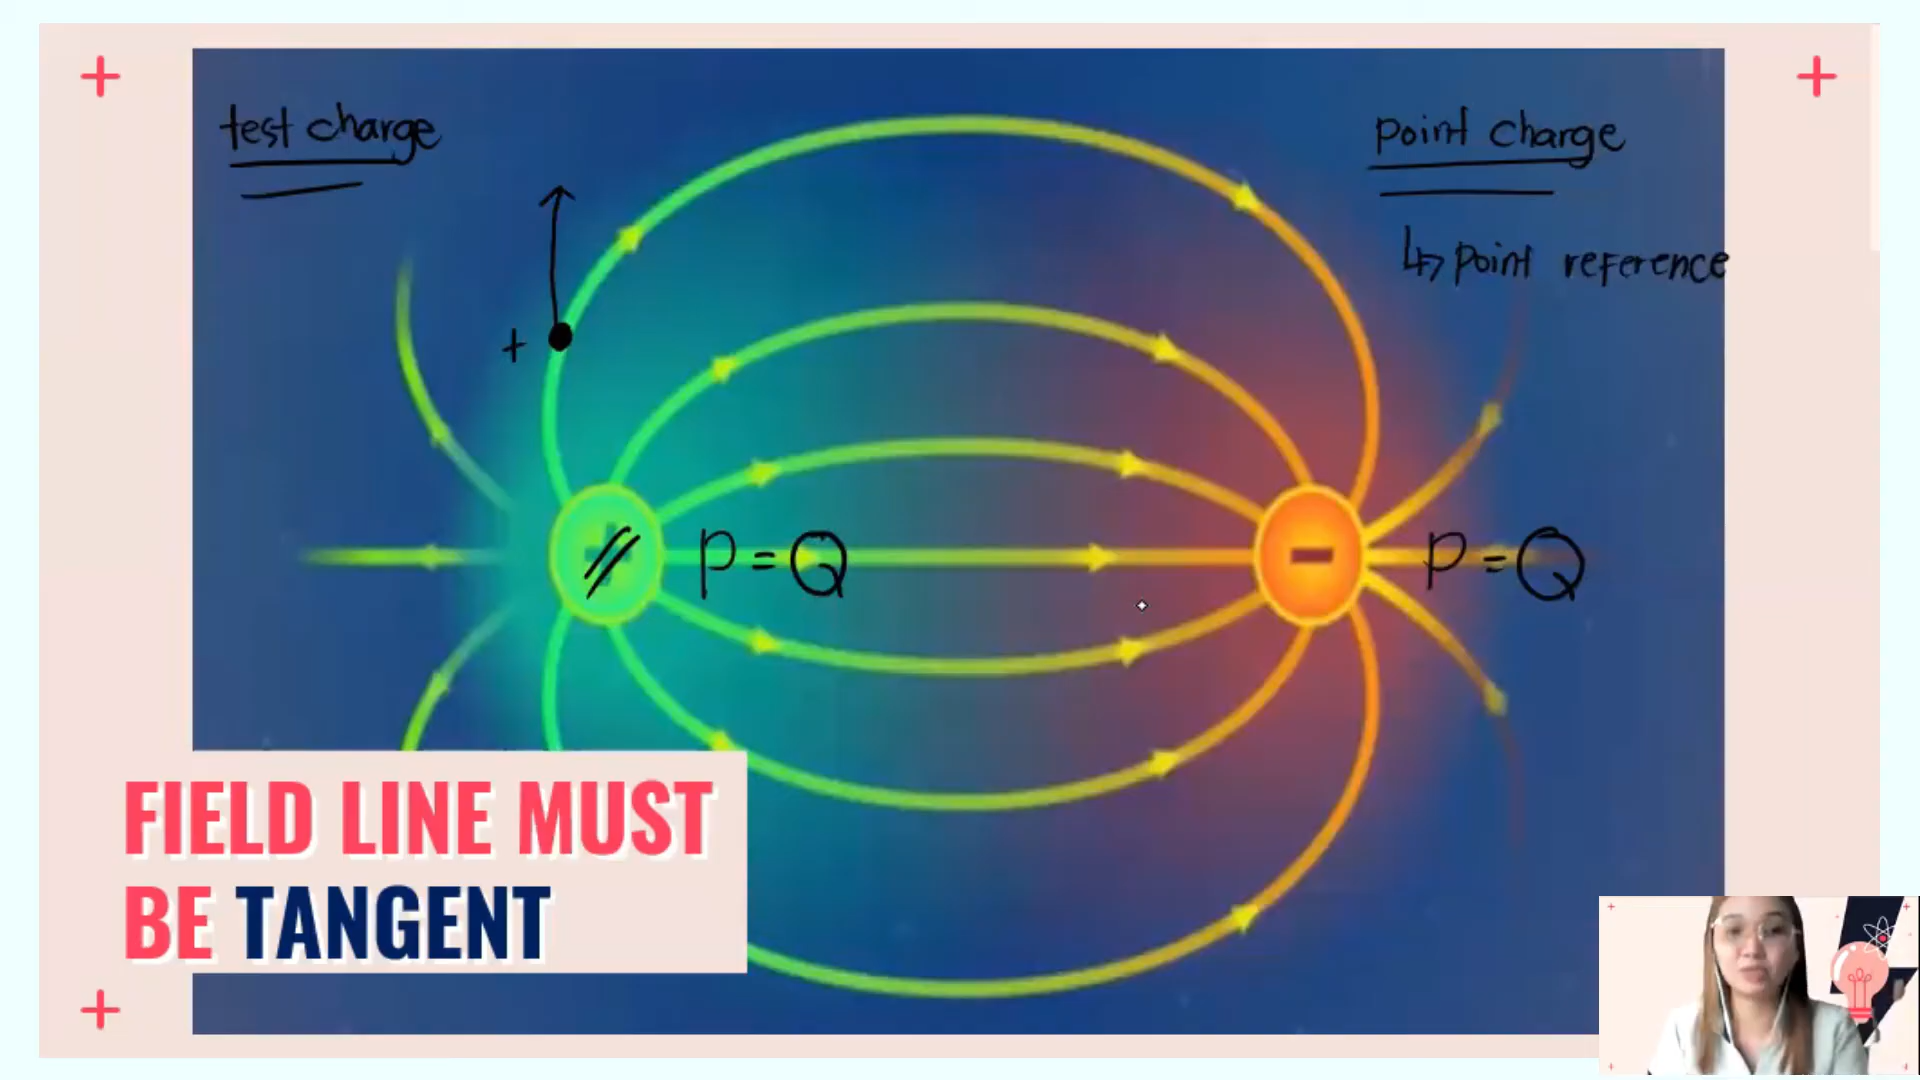 test charge
point charge
↳ point reference
+
+ P = Q
- P = Q
FIELD LINE MUST
BE TANGENT